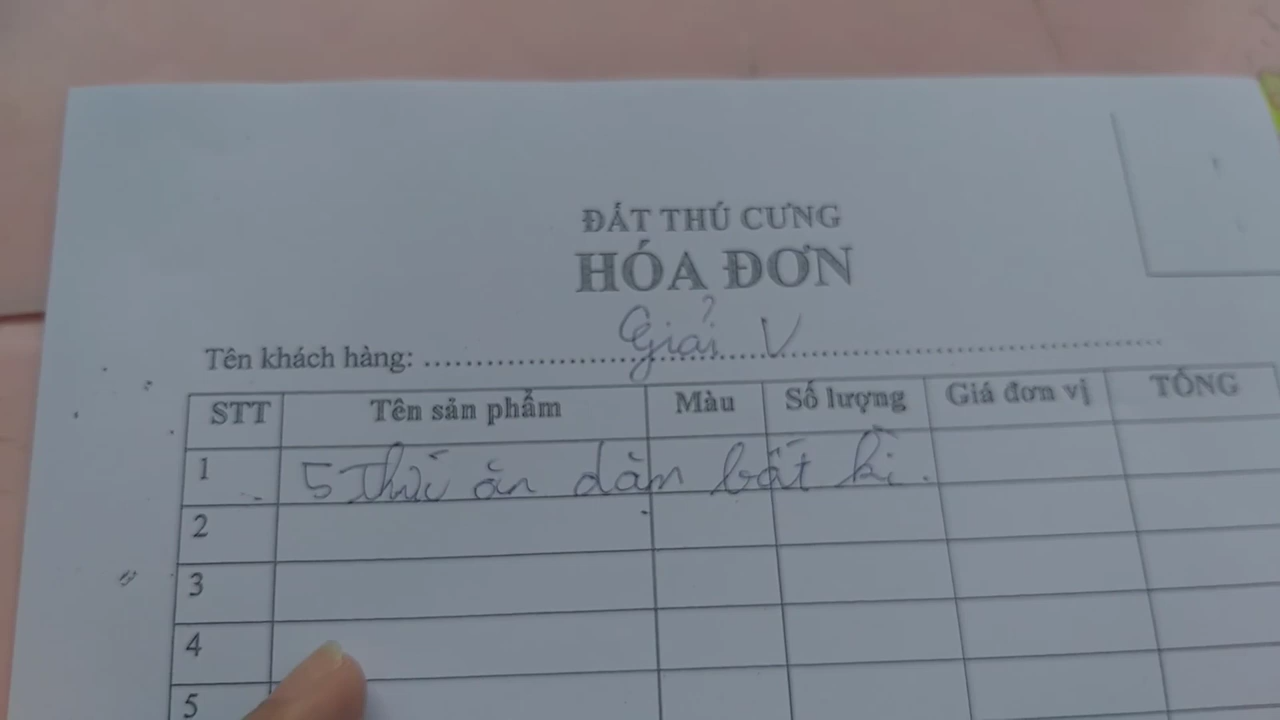 ĐẤT THÚ CƯNG
HÓA ĐƠN
Tên khách hàng: Giải V
STT Tên sản phẩm Màu Số lượng Giá đơn vị TỔNG
1 5 Thức ăn dặm bất kì.
2
3
4
5